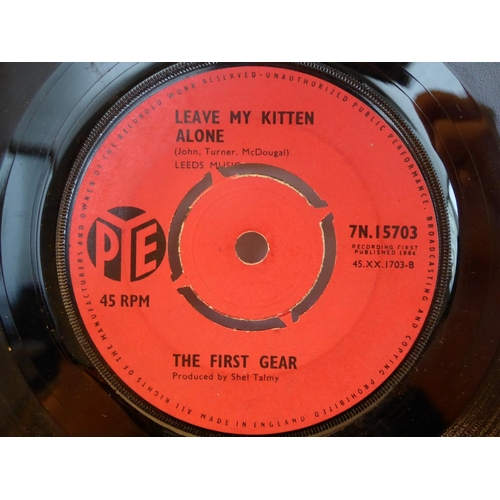 ALL RIGHTS OF THE MANUFACTURERS AND OWNER OF THE RECORDED WORK RESERVED - UNAUTHORIZED PUBLIC PERFORMANCE, BROADCASTING AND COPYING PROHIBITED
MADE IN ENGLAND
LEAVE MY KITTEN
ALONE
(John, Turner, McDougal)
LEEDS MUSIC
PYE
45 RPM
7N.15703
RECORDING FIRST
PUBLISHED 1964
45.XX.1703-B
THE FIRST GEAR
Produced by Shel Talmy